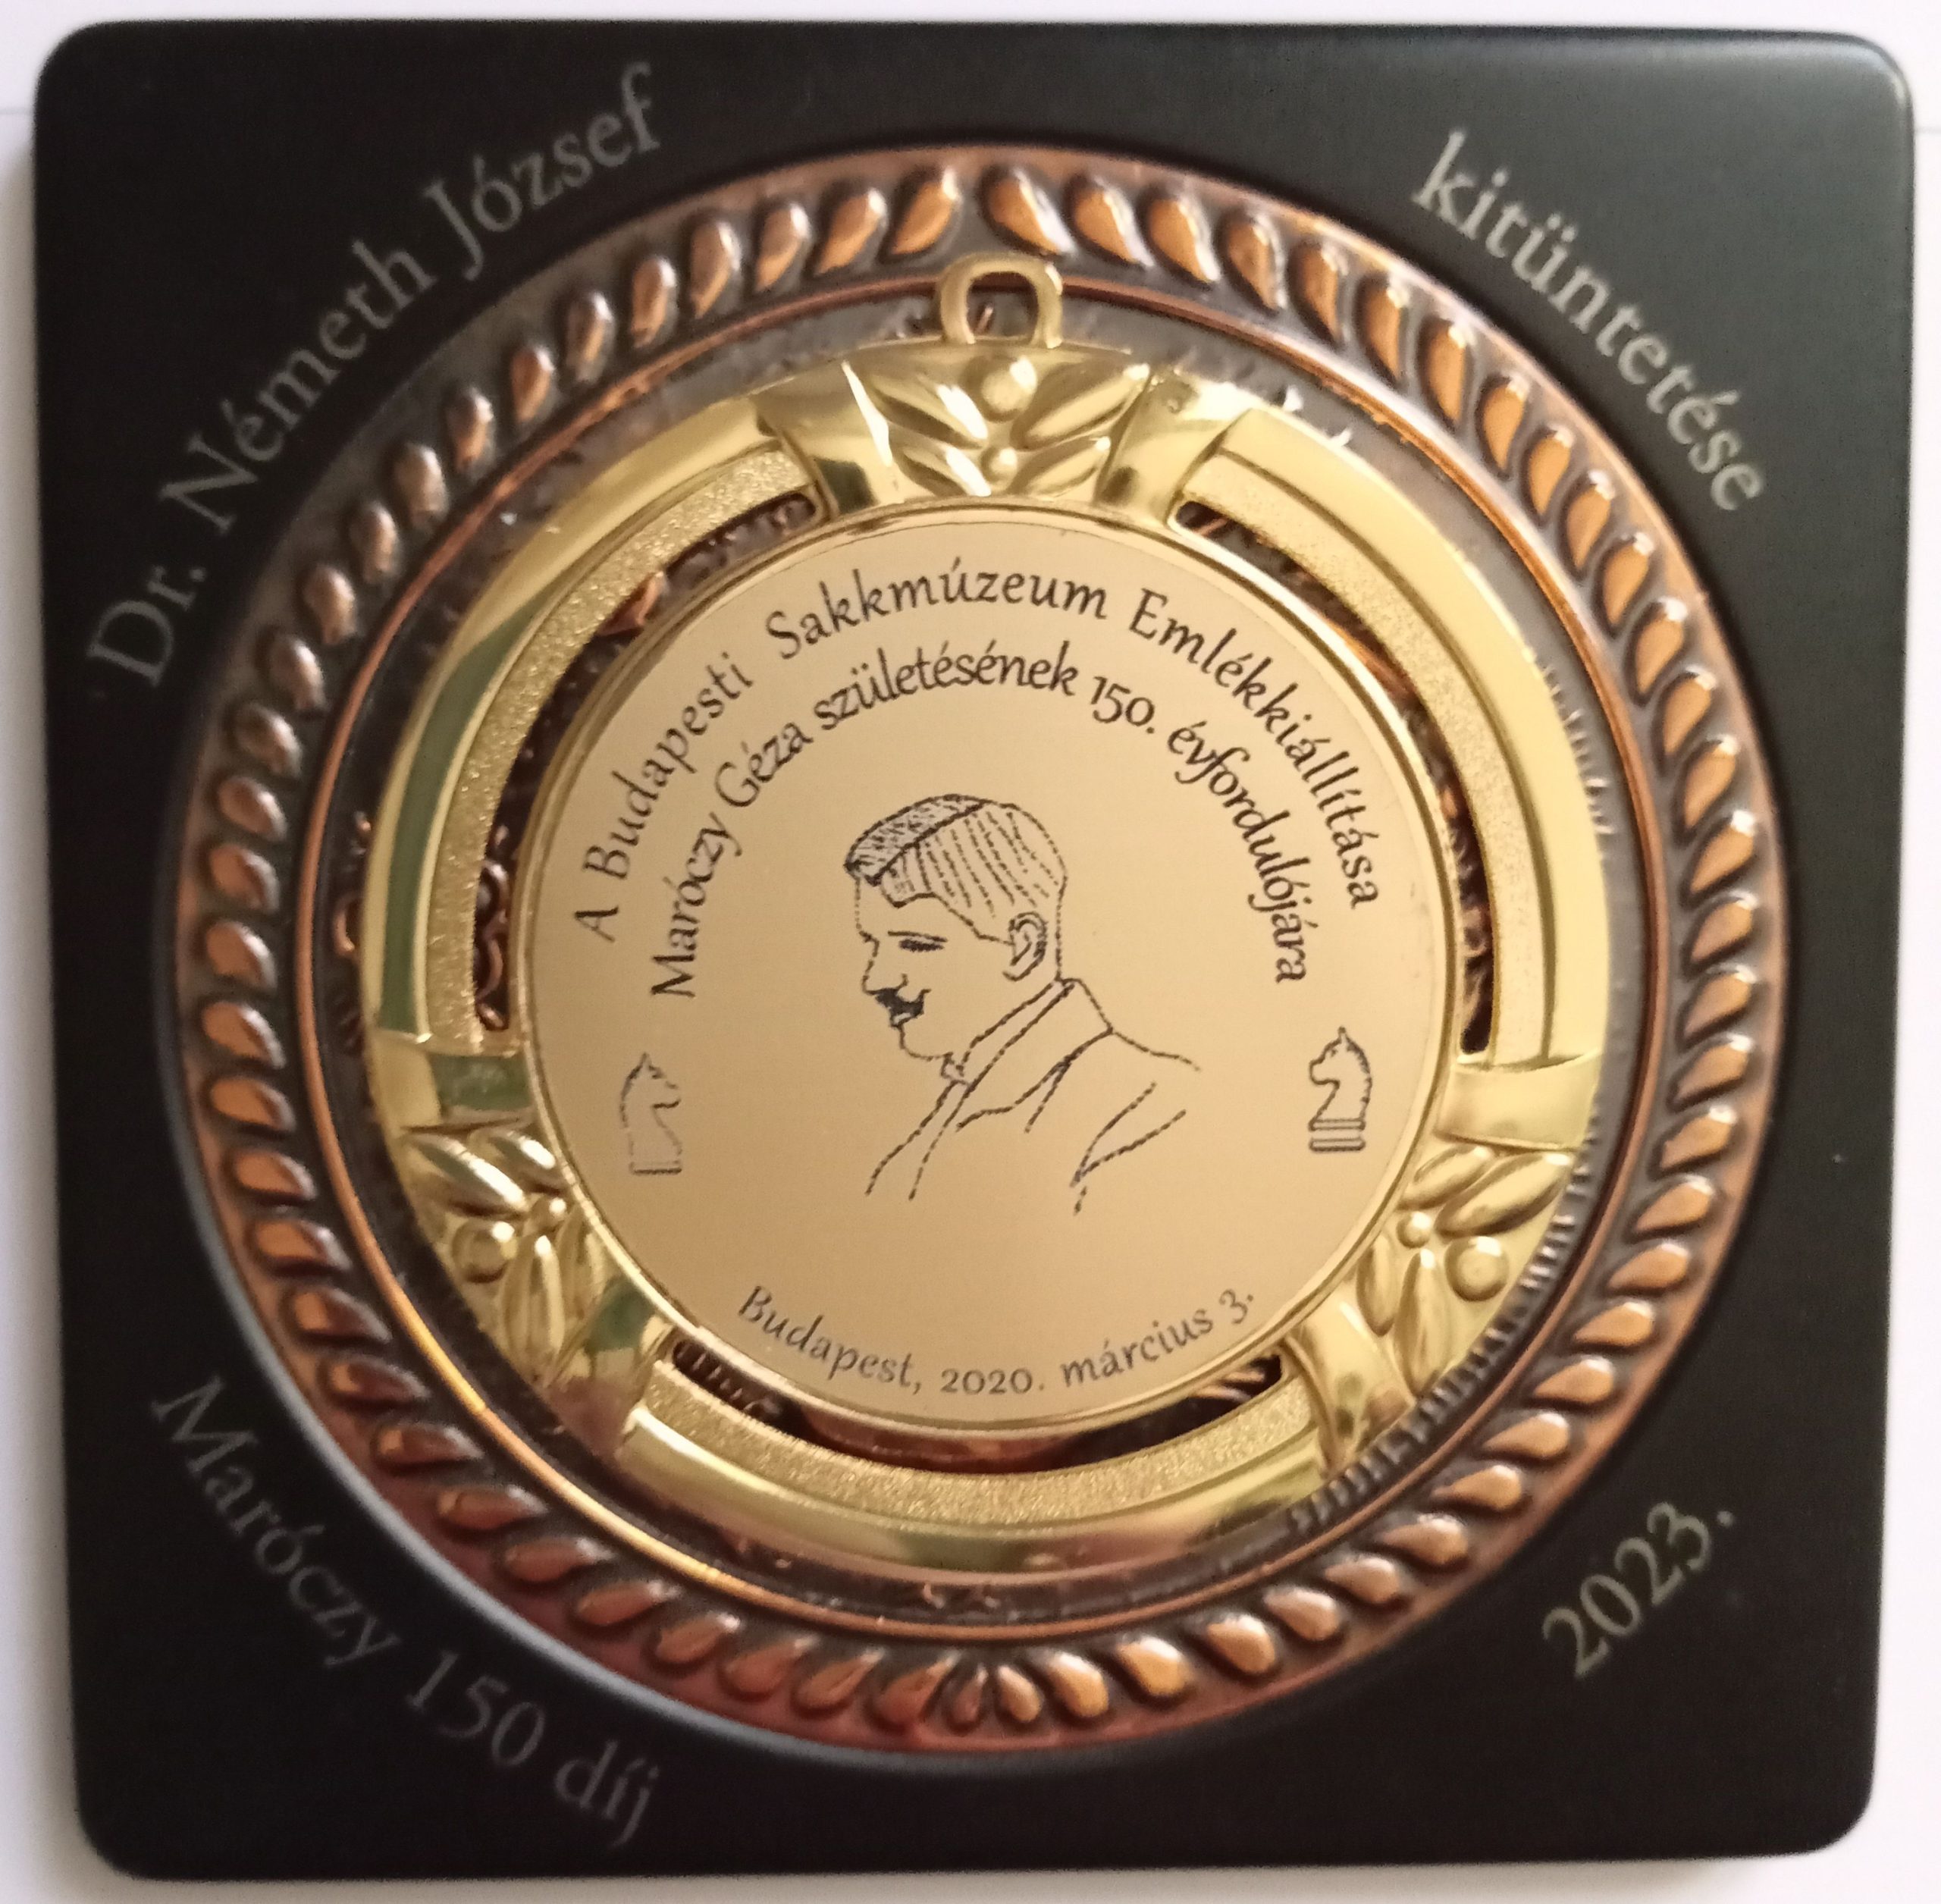 Dr. Németh József
kitüntetése
A Budapesti Sakkmúzeum Emlékkiállítása
Maróczy Géza születésének 150. évfordulójára
Budapest, 2020. március 3.
Maróczy 150 díj
2023.